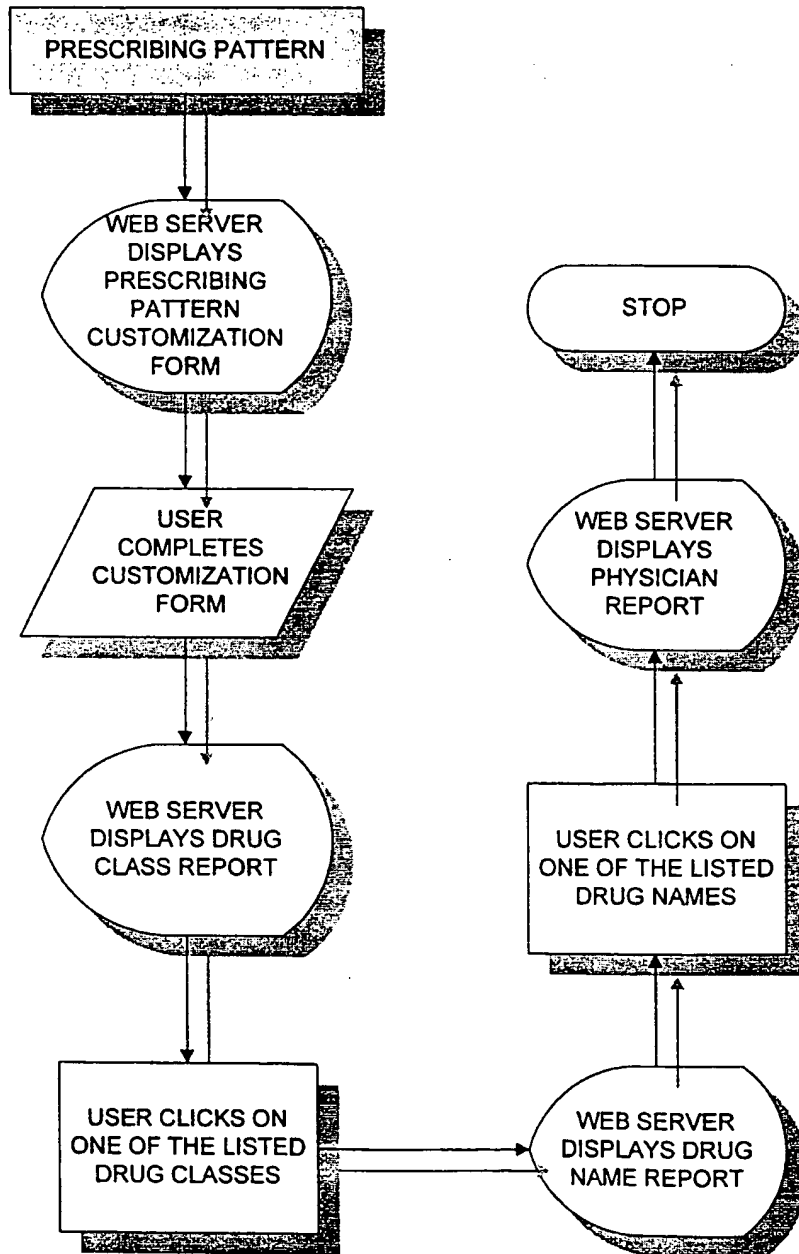 PRESCRIBING PATTERN
WEB SERVER
DISPLAYS
PRESCRIBING
PATTERN
CUSTOMIZATION
FORM
USER
COMPLETES
CUSTOMIZATION
FORM
WEB SERVER
DISPLAYS DRUG
CLASS REPORT
USER CLICKS ON
ONE OF THE LISTED
DRUG CLASSES
WEB SERVER
DISPLAYS DRUG
NAME REPORT
USER CLICKS ON
ONE OF THE LISTED
DRUG NAMES
WEB SERVER
DISPLAYS
PHYSICIAN
REPORT
STOP